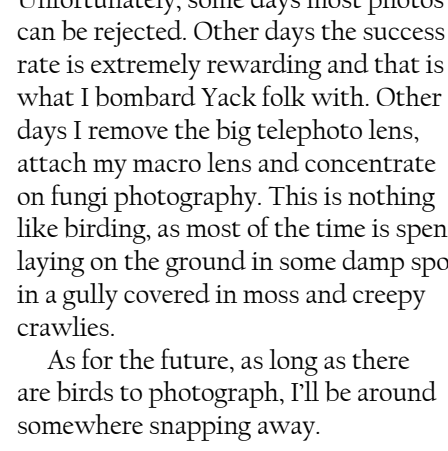 Unfortunately, some days most photos
can be rejected. Other days the success
rate is extremely rewarding and that is
what I bombard Yack folk with. Other
days I remove the big telephoto lens,
attach my macro lens and concentrate
on fungi photography. This is nothing
like birding, as most of the time is spen
laying on the ground in some damp spo
in a gully covered in moss and creepy
crawlies.
As for the future, as long as there
are birds to photograph, I’ll be around
somewhere snapping away.